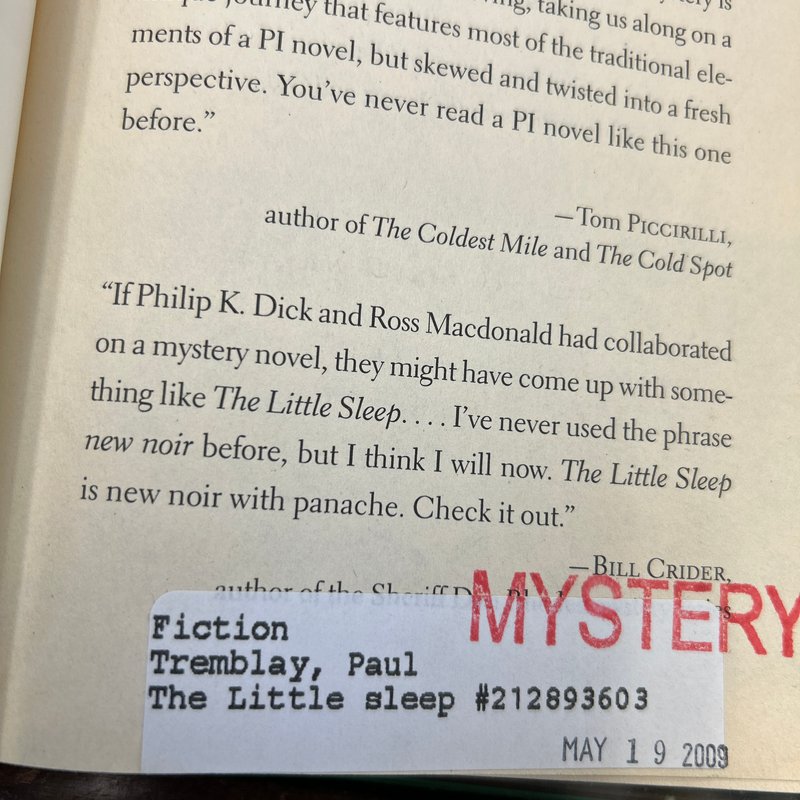 taking us along on a
journey that features most of the traditional ele-
ments of a PI novel, but skewed and twisted into a fresh
perspective. You’ve never read a PI novel like this one
before.”
—Tom Piccirilli,
author of The Coldest Mile and The Cold Spot
“If Philip K. Dick and Ross Macdonald had collaborated
on a mystery novel, they might have come up with some-
thing like The Little Sleep. . . . I’ve never used the phrase
new noir before, but I think I will now. The Little Sleep
is new noir with panache. Check it out.”
—Bill Crider,
author of the Sheriff
MYSTERY
Fiction
Tremblay, Paul
The Little sleep #212893603
MAY 19 2009